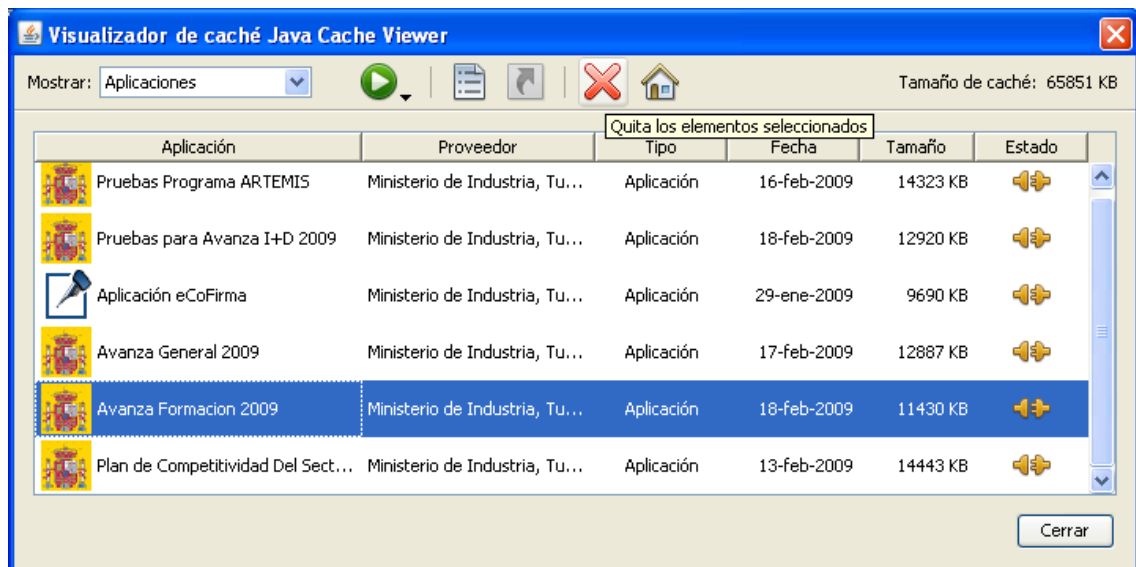 Visualizador de caché Java Cache Viewer
Mostrar: Aplicaciones Tamaño de caché: 65851 KB
Quita los elementos seleccionados
Aplicación Proveedor Tipo Fecha Tamaño Estado
Pruebas Programa ARTEMIS Ministerio de Industria, Tu... Aplicación 16-feb-2009 14323 KB
Pruebas para Avanza I+D 2009 Ministerio de Industria, Tu... Aplicación 18-feb-2009 12920 KB
Aplicación eCoFirma Ministerio de Industria, Tu... Aplicación 29-ene-2009 9690 KB
Avanza General 2009 Ministerio de Industria, Tu... Aplicación 17-feb-2009 12887 KB
Avanza Formacion 2009 Ministerio de Industria, Tu... Aplicación 18-feb-2009 11430 KB
Plan de Competitividad Del Sect... Ministerio de Industria, Tu... Aplicación 13-feb-2009 14443 KB
Cerrar